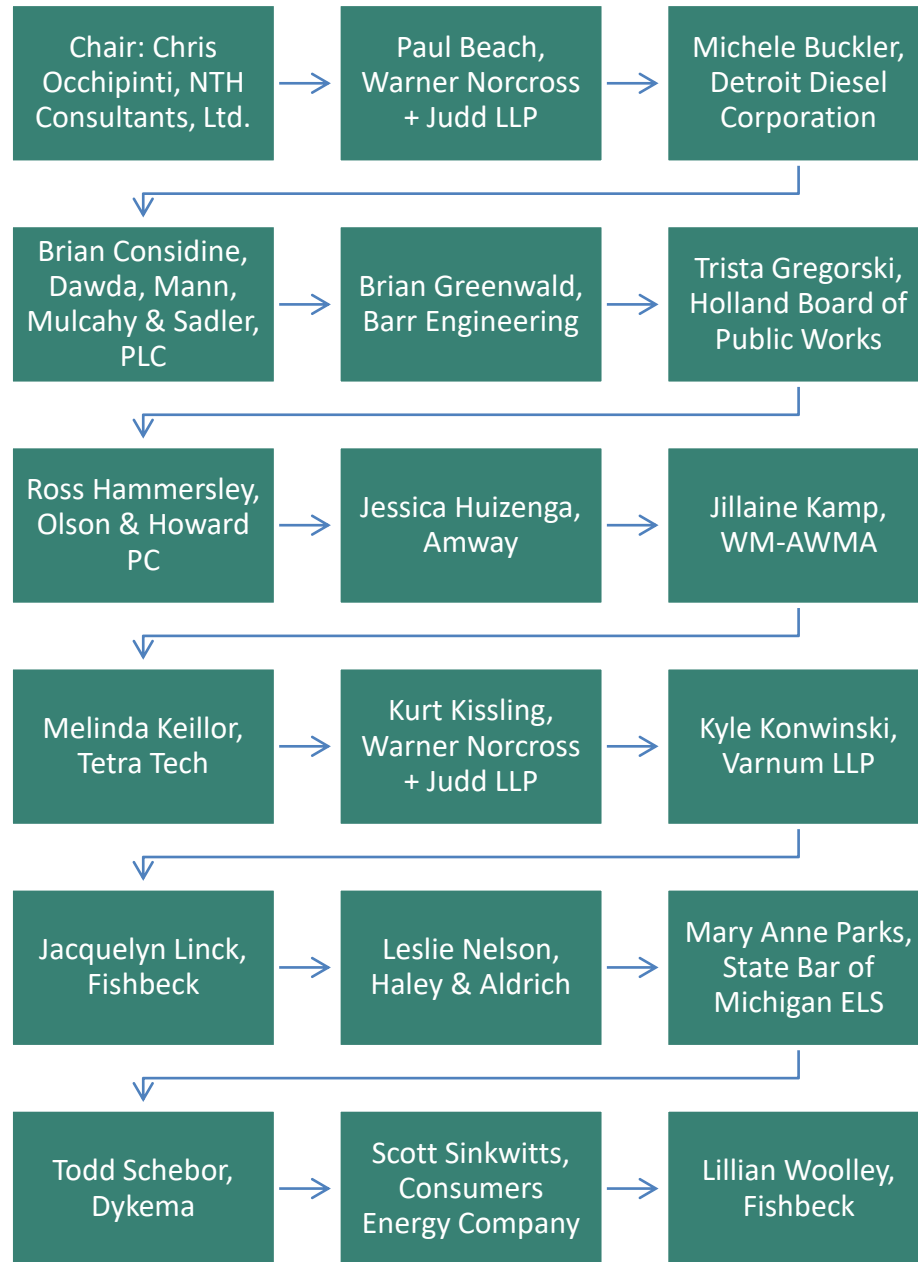 Chair: Chris
Occhipinti, NTH
Consultants, Ltd.
Paul Beach,
Warner Norcross
+ Judd LLP
Michele Buckler,
Detroit Diesel
Corporation
Brian Considine,
Dawda, Mann,
Mulcahy & Sadler,
PLC
Brian Greenwald,
Barr Engineering
Trista Gregorski,
Holland Board of
Public Works
Ross Hammersley,
Olson & Howard
PC
Jessica Huizenga,
Amway
Jillaine Kamp,
WM-AWMA
Melinda Keillor,
Tetra Tech
Kurt Kissling,
Warner Norcross
+ Judd LLP
Kyle Konwinski,
Varnum LLP
Jacquelyn Linck,
Fishbeck
Leslie Nelson,
Haley & Aldrich
Mary Anne Parks,
State Bar of
Michigan ELS
Todd Schebor,
Dykema
Scott Sinkwitts,
Consumers
Energy Company
Lillian Woolley,
Fishbeck